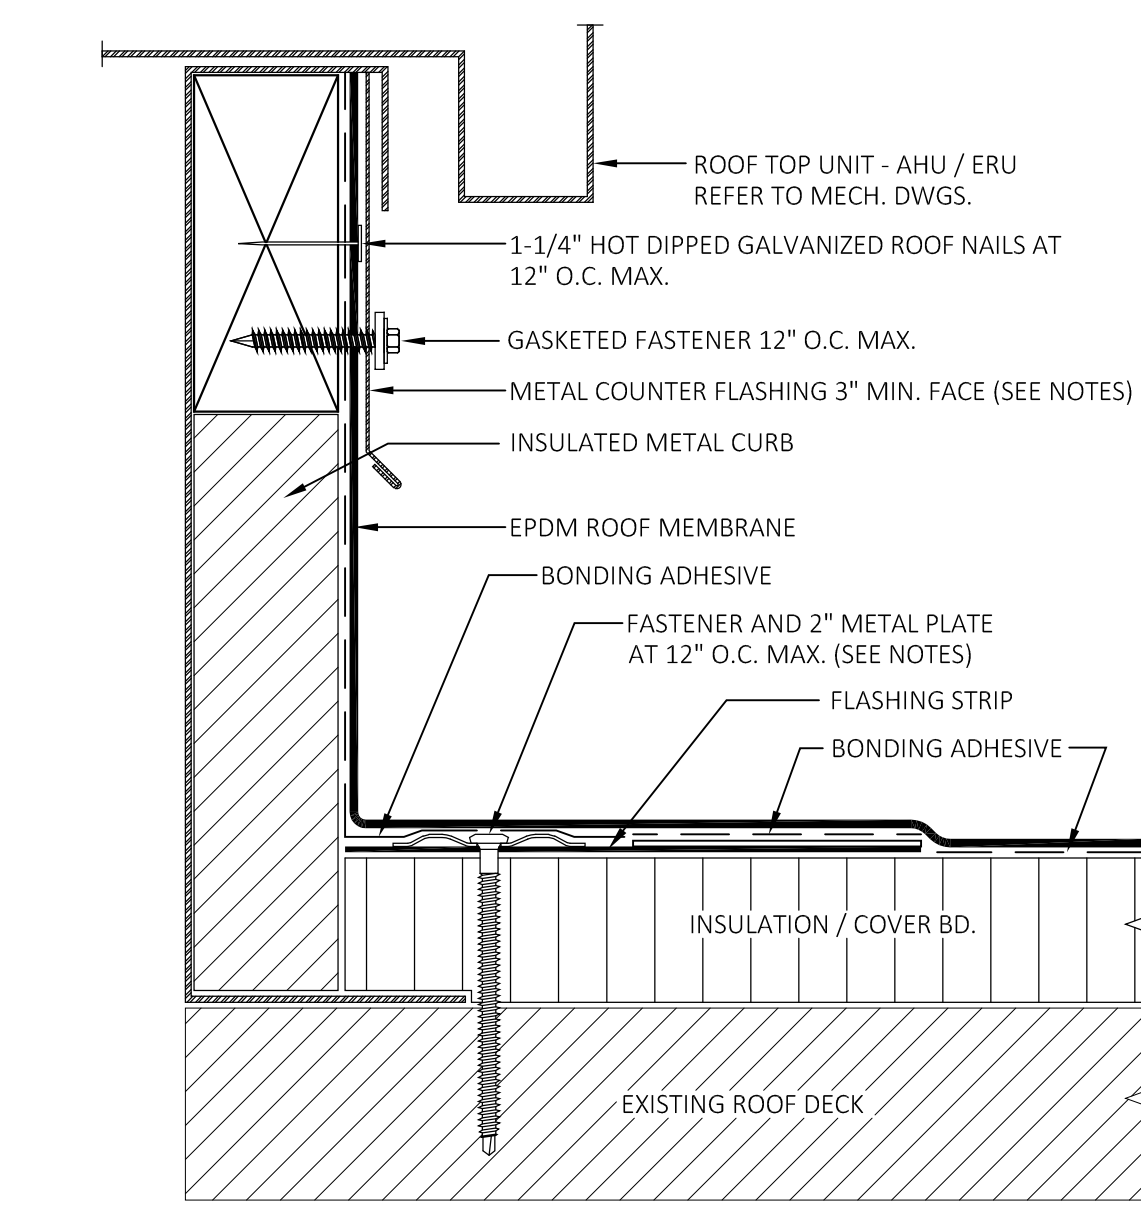 ROOF TOP UNIT - AHU / ERU
REFER TO MECH. DWGS.
1-1/4" HOT DIPPED GALVANIZED ROOF NAILS AT
12" O.C. MAX.
GASKETED FASTENER 12" O.C. MAX.
METAL COUNTER FLASHING 3" MIN. FACE (SEE NOTES)
INSULATED METAL CURB
EPDM ROOF MEMBRANE
BONDING ADHESIVE
FASTENER AND 2" METAL PLATE
AT 12" O.C. MAX. (SEE NOTES)
FLASHING STRIP
BONDING ADHESIVE
INSULATION / COVER BD.
EXISTING ROOF DECK